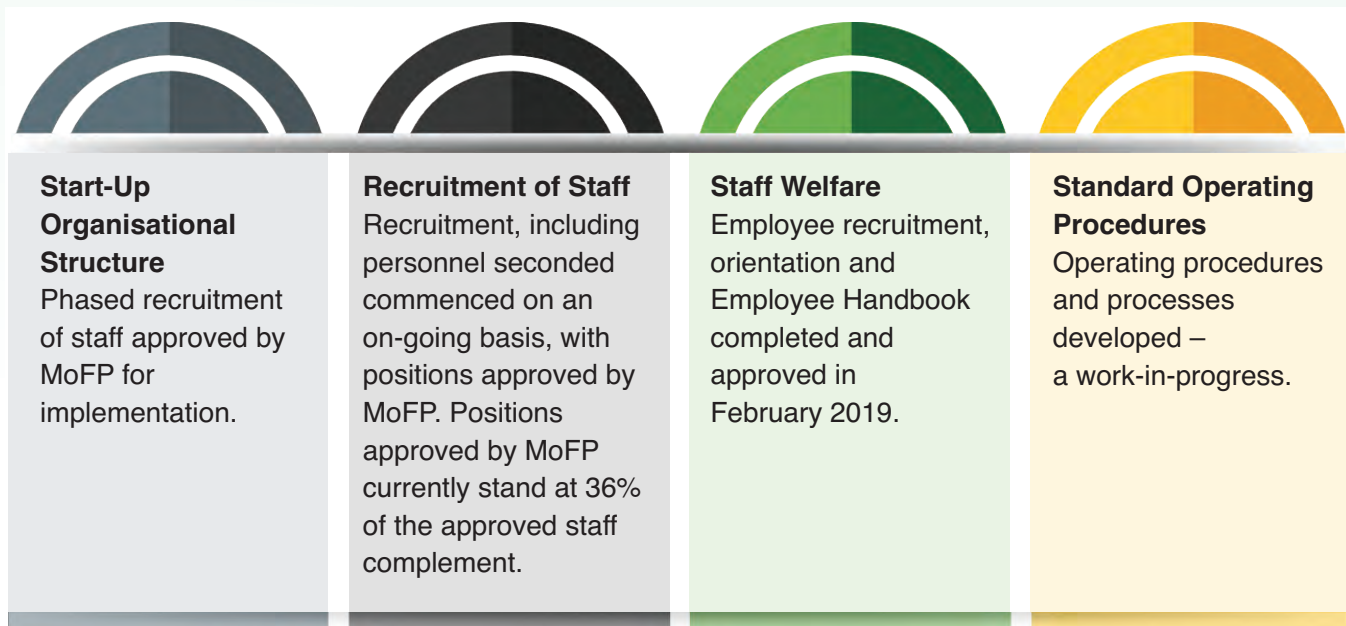 Start-Up
Organisational
Structure
Phased recruitment
of staff approved by
MoFP for
implementation.
Recruitment of Staff
Recruitment, including
personnel seconded
commenced on an
on-going basis, with
positions approved by
MoFP. Positions
approved by MoFP
currently stand at 36%
of the approved staff
complement.
Staff Welfare
Employee recruitment,
orientation and
Employee Handbook
completed and
approved in
February 2019.
Standard Operating
Procedures
Operating procedures
and processes
developed –
a work-in-progress.